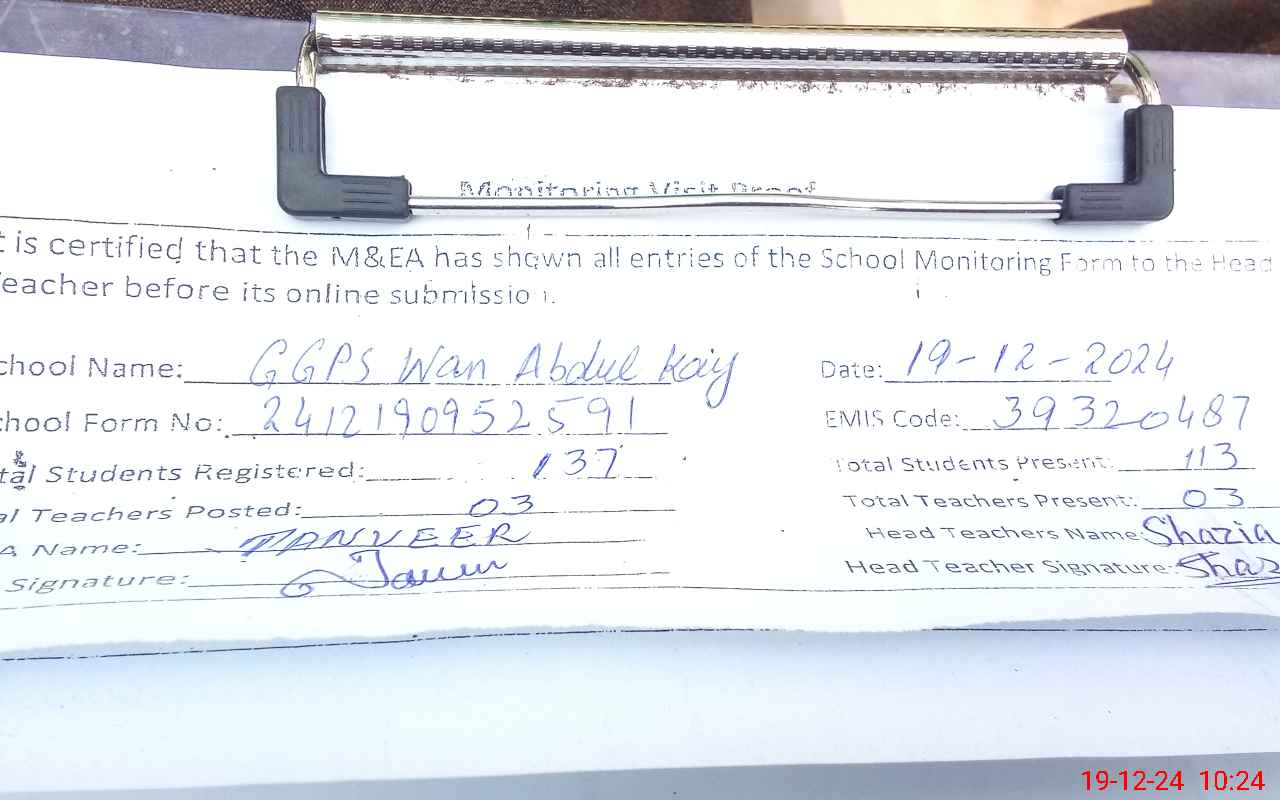 Monitoring Visit Proof
t is certified that the M&EA has shown all entries of the School Monitoring Form to the Head
eacher before its online submission.
chool Name: GGPS Wan Abdul Kaiy Date: 19-12-2024
chool Form No: 2412190952591 EMIS Code: 39320487
tal Students Registered: 137 Total Students Present: 113
al Teachers Posted: 03 Total Teachers Present: 03
A Name: TANVEER Head Teachers Name: Shazia
Signature: Head Teacher Signature: Shaz
19-12-24 10:24